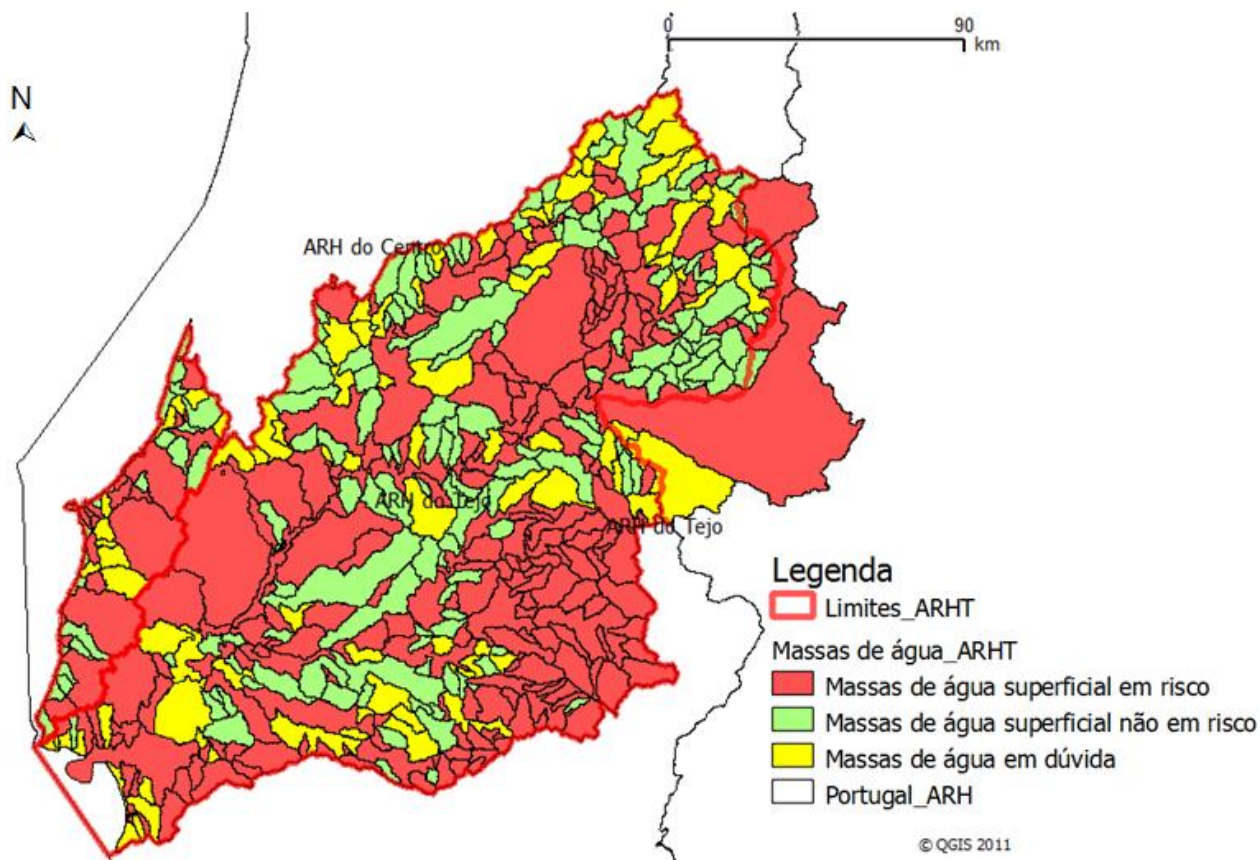 0 90
km
N
ARH do Centro
ARH do Tejo
ARH do Tejo
Legenda
Limites_ARHT
Massas de água_ARHT
Massas de água superficial em risco
Massas de água superficial não em risco
Massas de água em dúvida
Portugal_ARH
© QGIS 2011